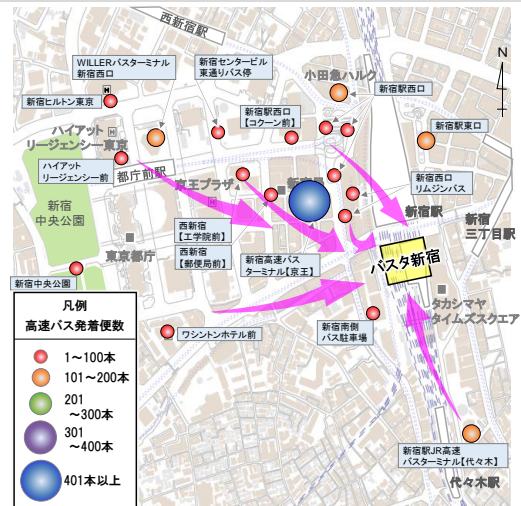 西新宿駅
WILLERバスターミナル
新宿西口
新宿センタービル
東通りバス停
小田急ハルク
新宿駅西口
N
新宿ヒルトン東京
H
新宿駅西口
【コクーン前】
新宿駅東口
ハイアット
リージェンシー東京
H
ハイアット
リージェンシー前
都庁前駅
京王プラザ
H
新宿西口
リムジンバス
新宿
中央公園
西新宿
【工学院前】
新宿駅
新宿
三丁目駅
東京都庁
西新宿
【郵便局前】
新宿高速バス
ターミナル【京王】
バスタ新宿
新宿中央公園
タカシマヤ
タイムズスクエア
凡例
高速バス発着便数
1~100本
101~200本
201
~300本
301
~400本
401本以上
ワシントンホテル前
新宿南側
バス駐車場
新宿駅JR高速
バスターミナル【代々木】
代々木駅